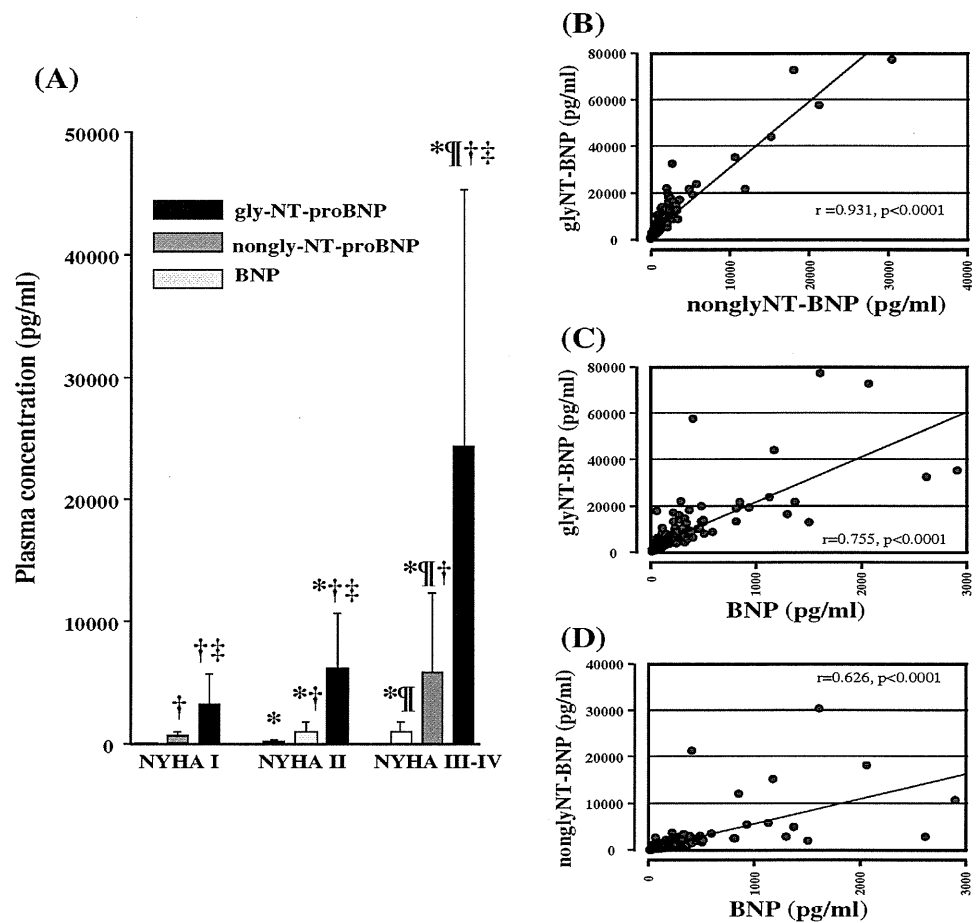 (A)
50000
40000
30000
20000
10000
0
Plasma concentration (pg/ml)
gly-NT-proBNP
nongly-NT-proBNP
BNP
†
†‡
*
*†
*†‡
*¶
*¶†
*¶†‡
NYHA I
NYHA II
NYHA III-IV
(B)
80000
60000
40000
20000
0
glyNT-BNP (pg/ml)
r =0.931, p<0.0001
0
10000
20000
30000
40000
nonglyNT-BNP (pg/ml)
(C)
80000
60000
40000
20000
0
glyNT-BNP (pg/ml)
r=0.755, p<0.0001
0
1000
2000
3000
BNP (pg/ml)
(D)
40000
30000
20000
10000
0
nonglyNT-BNP (pg/ml)
r=0.626, p<0.0001
0
1000
2000
3000
BNP (pg/ml)